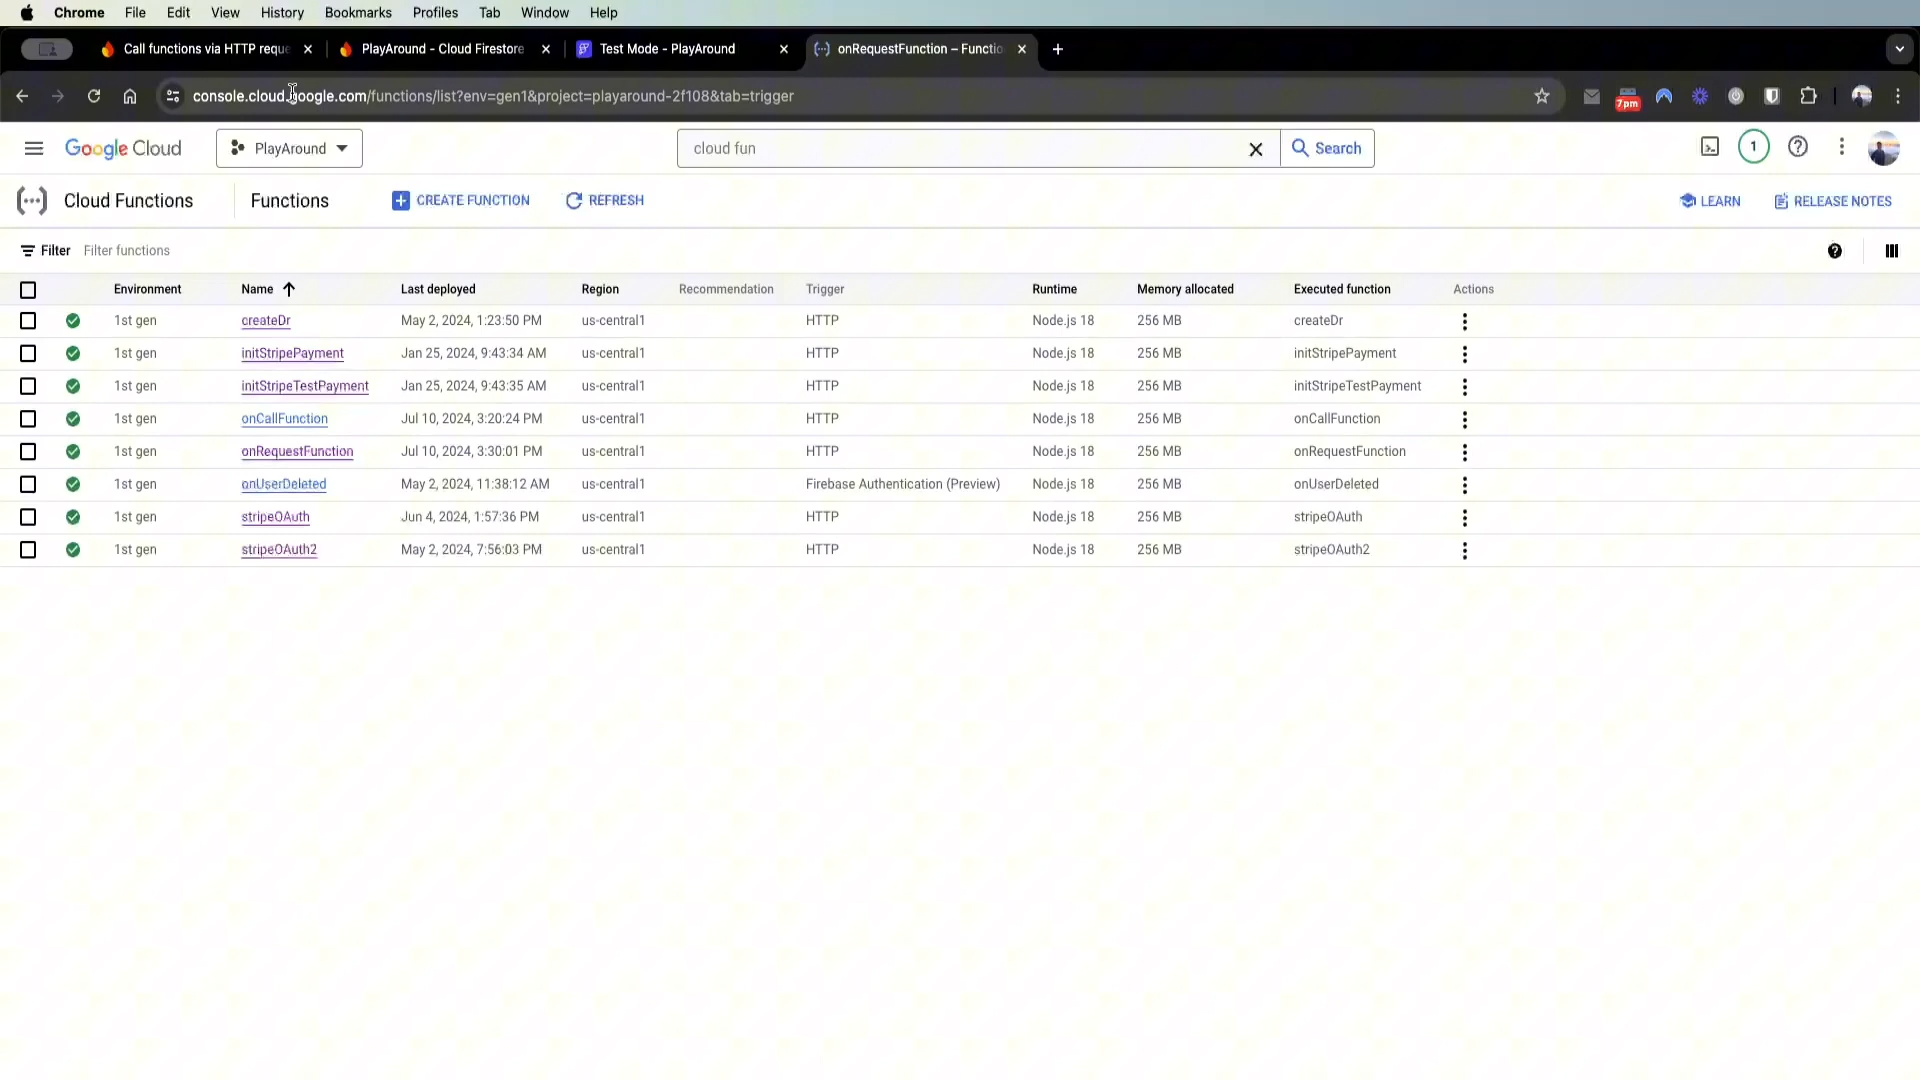 Chrome File Edit View History Bookmarks Profiles Tab Window Help
Call functions via HTTP reque PlayAround - Cloud Firestore Test Mode - PlayAround onRequestFunction – Functio
console.cloud.google.com/functions/list?env=gen1&project=playaround-2f108&tab=trigger 7pm
Google Cloud PlayAround cloud fun Search 1
Cloud Functions Functions CREATE FUNCTION REFRESH LEARN RELEASE NOTES
Filter Filter functions
Environment Name Last deployed Region Recommendation Trigger Runtime Memory allocated Executed function Actions
1st gen createDr May 2, 2024, 1:23:50 PM us-central1 HTTP Node.js 18 256 MB createDr
1st gen initStripePayment Jan 25, 2024, 9:43:34 AM us-central1 HTTP Node.js 18 256 MB initStripePayment
1st gen initStripeTestPayment Jan 25, 2024, 9:43:35 AM us-central1 HTTP Node.js 18 256 MB initStripeTestPayment
1st gen onCallFunction Jul 10, 2024, 3:20:24 PM us-central1 HTTP Node.js 18 256 MB onCallFunction
1st gen onRequestFunction Jul 10, 2024, 3:30:01 PM us-central1 HTTP Node.js 18 256 MB onRequestFunction
1st gen onUserDeleted May 2, 2024, 11:38:12 AM us-central1 Firebase Authentication (Preview) Node.js 18 256 MB onUserDeleted
1st gen stripeOAuth Jun 4, 2024, 1:57:36 PM us-central1 HTTP Node.js 18 256 MB stripeOAuth
1st gen stripeOAuth2 May 2, 2024, 7:56:03 PM us-central1 HTTP Node.js 18 256 MB stripeOAuth2